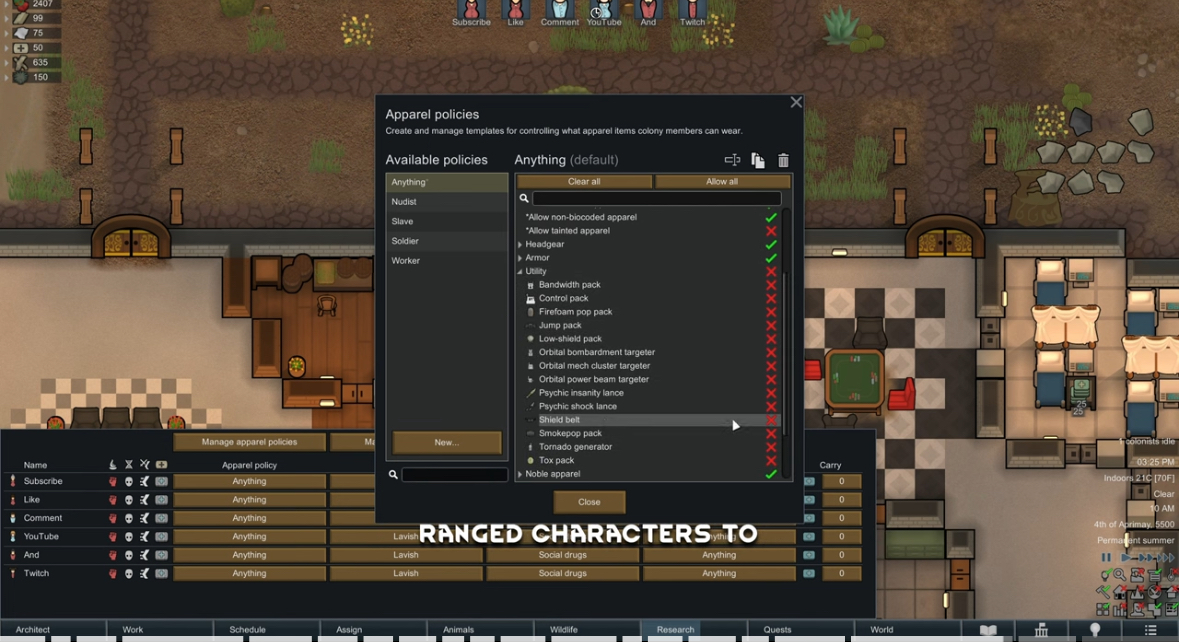 2407
99
75
50
635
150
Subscribe Like Comment YouTube And Twitch
Apparel policies
Create and manage templates for controlling what apparel items colony members can wear.
Available policies
Anything
Nudist
Slave
Soldier
Worker
New...
Anything (default)
Clear all Allow all
*Allow non-biocoded apparel
*Allow tainted apparel
Headgear
Armor
Utility
Bandwidth pack
Control pack
Firefoam pop pack
Jump pack
Low-shield pack
Orbital bombardment targeter
Orbital mech cluster targeter
Orbital power beam targeter
Psychic insanity lance
Psychic shock lance
Shield belt
Smokepop pack
Tornado generator
Tox pack
Noble apparel
Close
RANGED CHARACTERS TO
Manage apparel policies Ma
Name Apparel policy Carry
Subscribe Anything 0
Like Anything 0
Comment Anything 0
YouTube Anything Lavish Anything 0
And Anything Lavish Social drugs Anything 0
Twitch Anything Lavish Social drugs Anything 0
25
25
1 colonists idle
03:25 PM
Indoors 21C [70F]
Clear
10 AM
4th of Aprimay, 5500
Permanent summer
Architect Work Schedule Assign Animals Wildlife Research Quests World